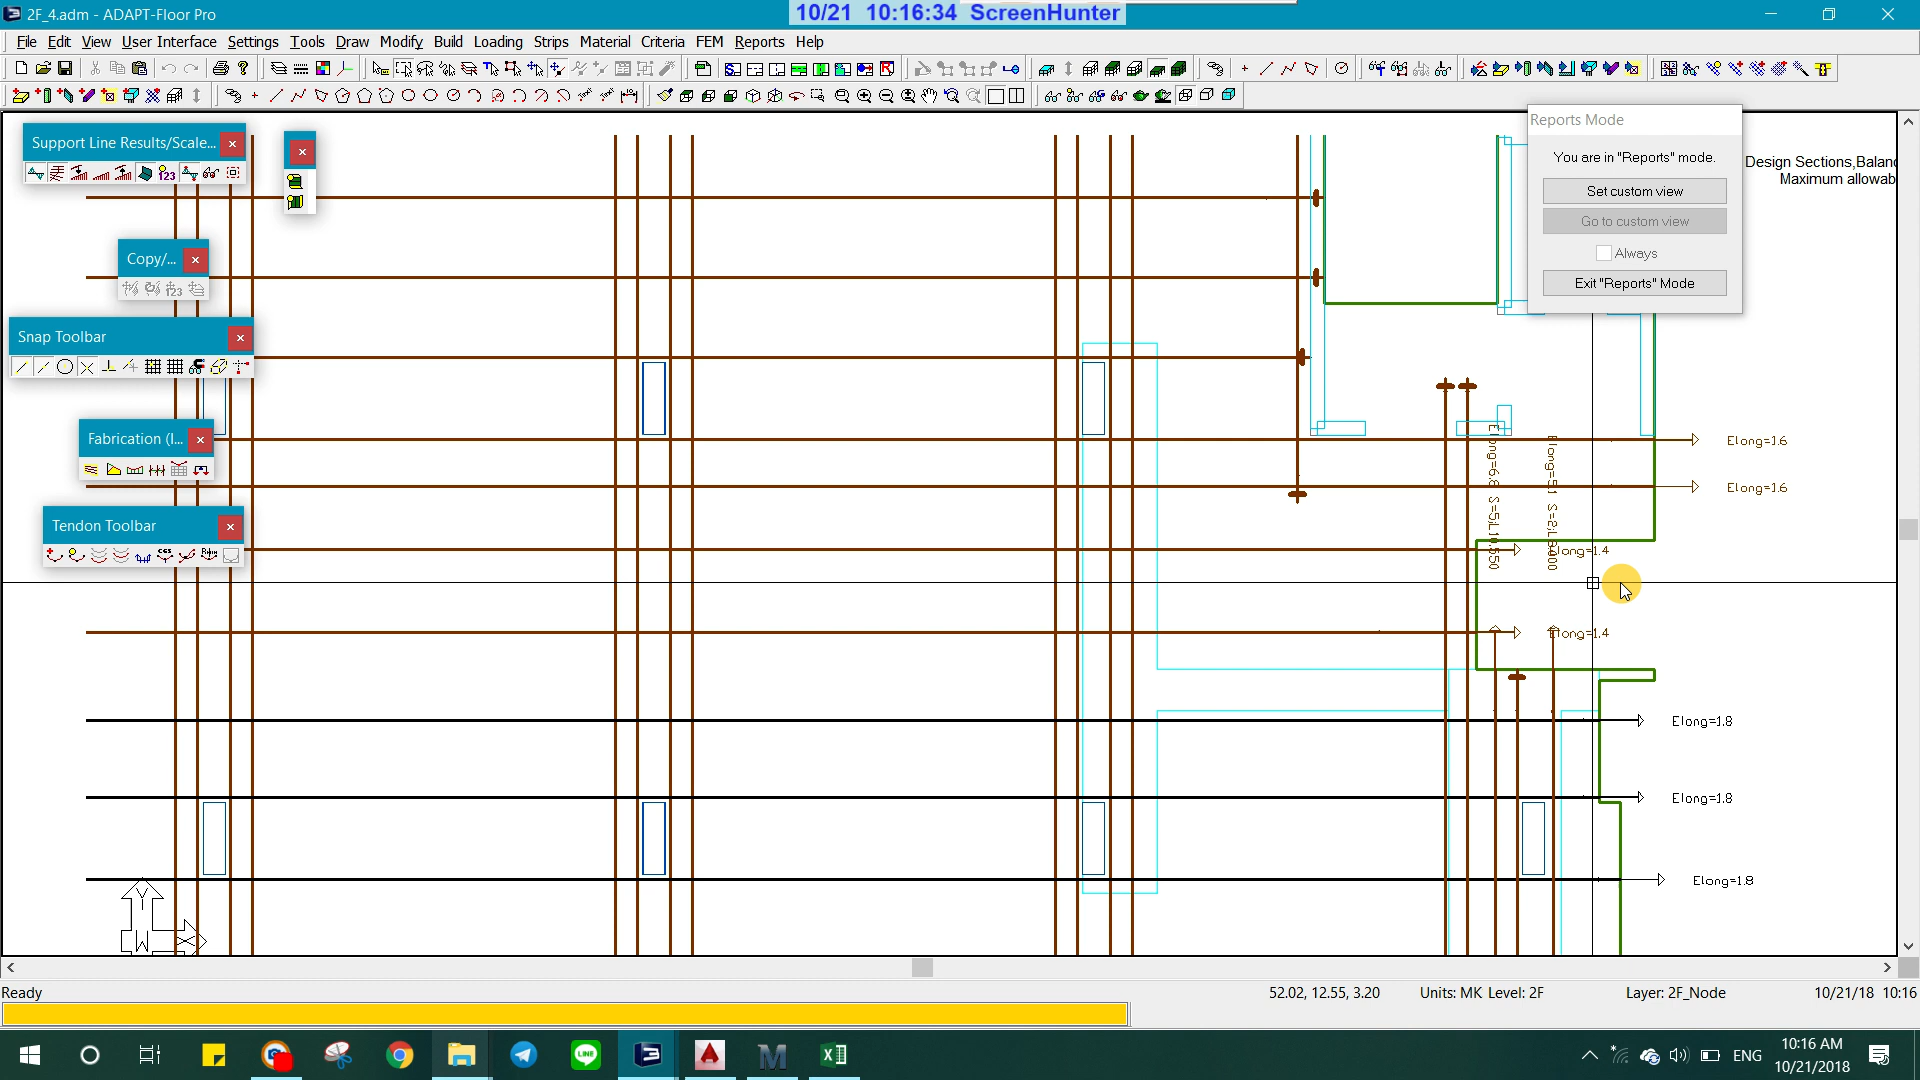 2F_4.adm - ADAPT-Floor Pro
10/21 10:16:34 ScreenHunter
File Edit View User Interface Settings Tools Draw Modify Build Loading Strips Material Criteria FEM Reports Help
Support Line Results/Scale...
Reports Mode
You are in "Reports" mode.
Set custom view
Go to custom view
Always
Exit "Reports" Mode
Design Sections,Balanc
Maximum allowab
Copy/...
Snap Toolbar
Fabrication (I...
Tendon Toolbar
Elong=1.6
Elong=1.6
Elong=1.4
Elong=1.4
Elong=1.8
Elong=1.8
Elong=1.8
Y
W X
Ready
52.02, 12.55, 3.20 Units: MK Level: 2F Layer: 2F_Node 10/21/18 10:16
LINE
ENG
10:16 AM
10/21/2018